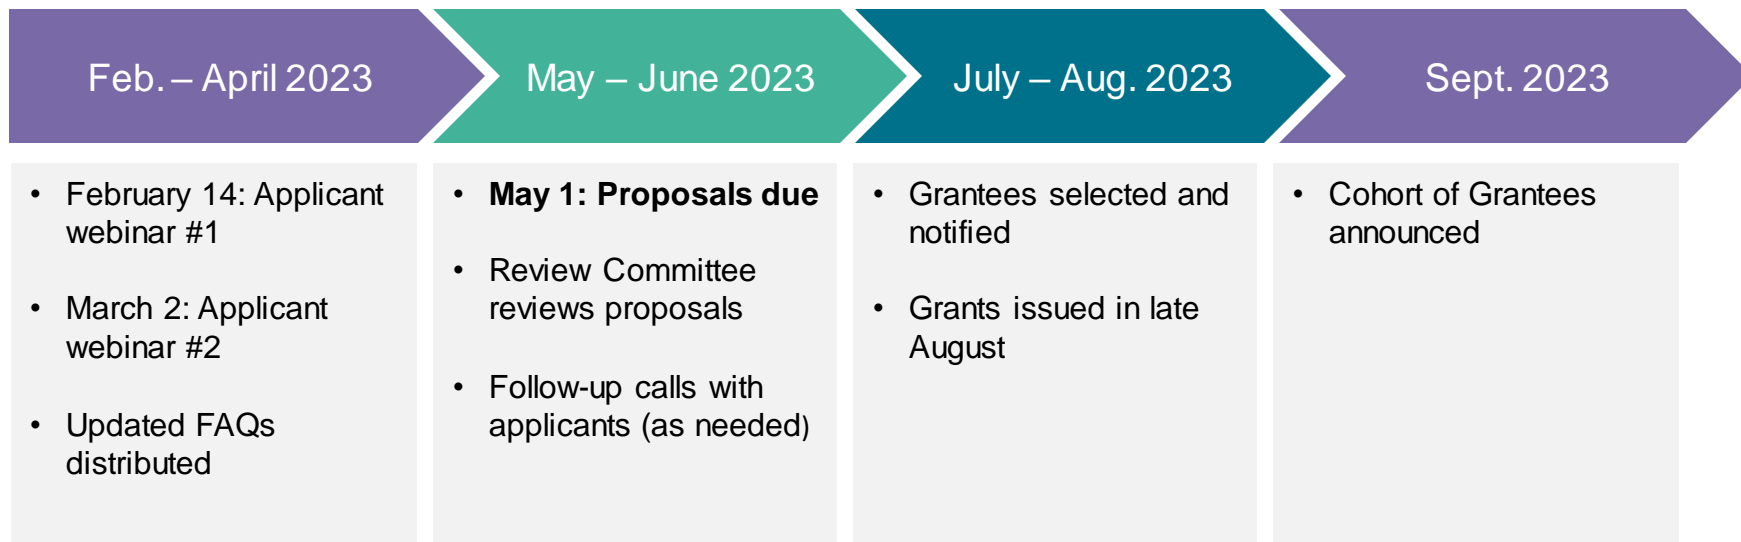 Feb. – April 2023
May – June 2023
July – Aug. 2023
Sept. 2023
• February 14: Applicant
webinar #1
• March 2: Applicant
webinar #2
• Updated FAQs
distributed
• May 1: Proposals due
• Review Committee
reviews proposals
• Follow-up calls with
applicants (as needed)
• Grantees selected and
notified
• Grants issued in late
August
• Cohort of Grantees
announced